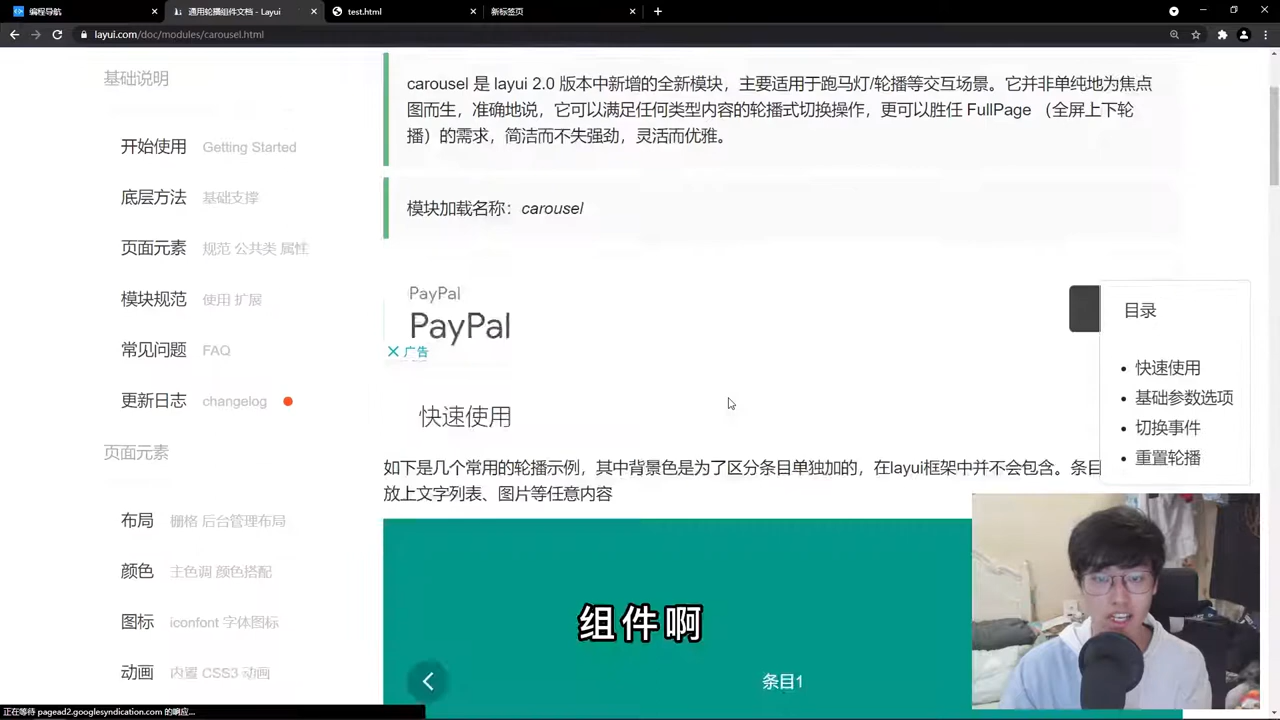 编程导航
通用轮播组件文档 - Layui
test.html
新标签页
layui.com/doc/modules/carousel.html
基础说明
开始使用 Getting Started
底层方法 基础支撑
页面元素 规范 公共类 属性
模块规范 使用 扩展
常见问题 FAQ
更新日志 changelog
页面元素
布局 栅格 后台管理布局
颜色 主色调 颜色搭配
图标 iconfont 字体图标
动画 内置 CSS3 动画
carousel 是 layui 2.0 版本中新增的全新模块，主要适用于跑马灯/轮播等交互场景。它并非单纯地为焦点
图而生，准确地说，它可以满足任何类型内容的轮播式切换操作，更可以胜任 FullPage （全屏上下轮
播）的需求，简洁而不失强劲，灵活而优雅。
模块加载名称：carousel
PayPal
PayPal
广告
快速使用
如下是几个常用的轮播示例，其中背景色是为了区分条目单独加的，在layui框架中并不会包含。条目
放上文字列表、图片等任意内容
组件啊
条目1
目录
快速使用
基础参数选项
切换事件
重置轮播
正在等待 pagead2.googlesyndication.com 的响应...